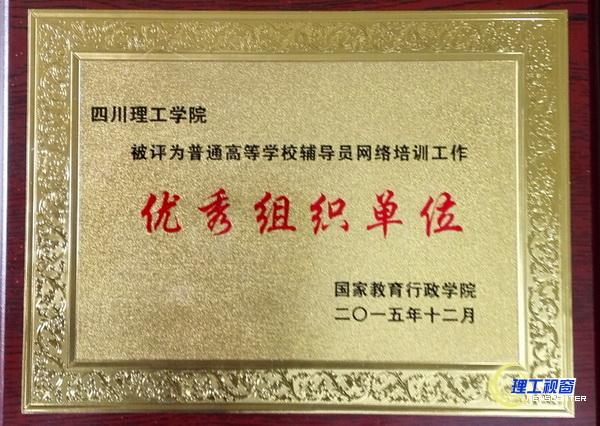 四川理工学院
被评为普通高等学校辅导员网络培训工作
优秀组织单位
国家教育行政学院
二〇一五年十二月
理工视窗